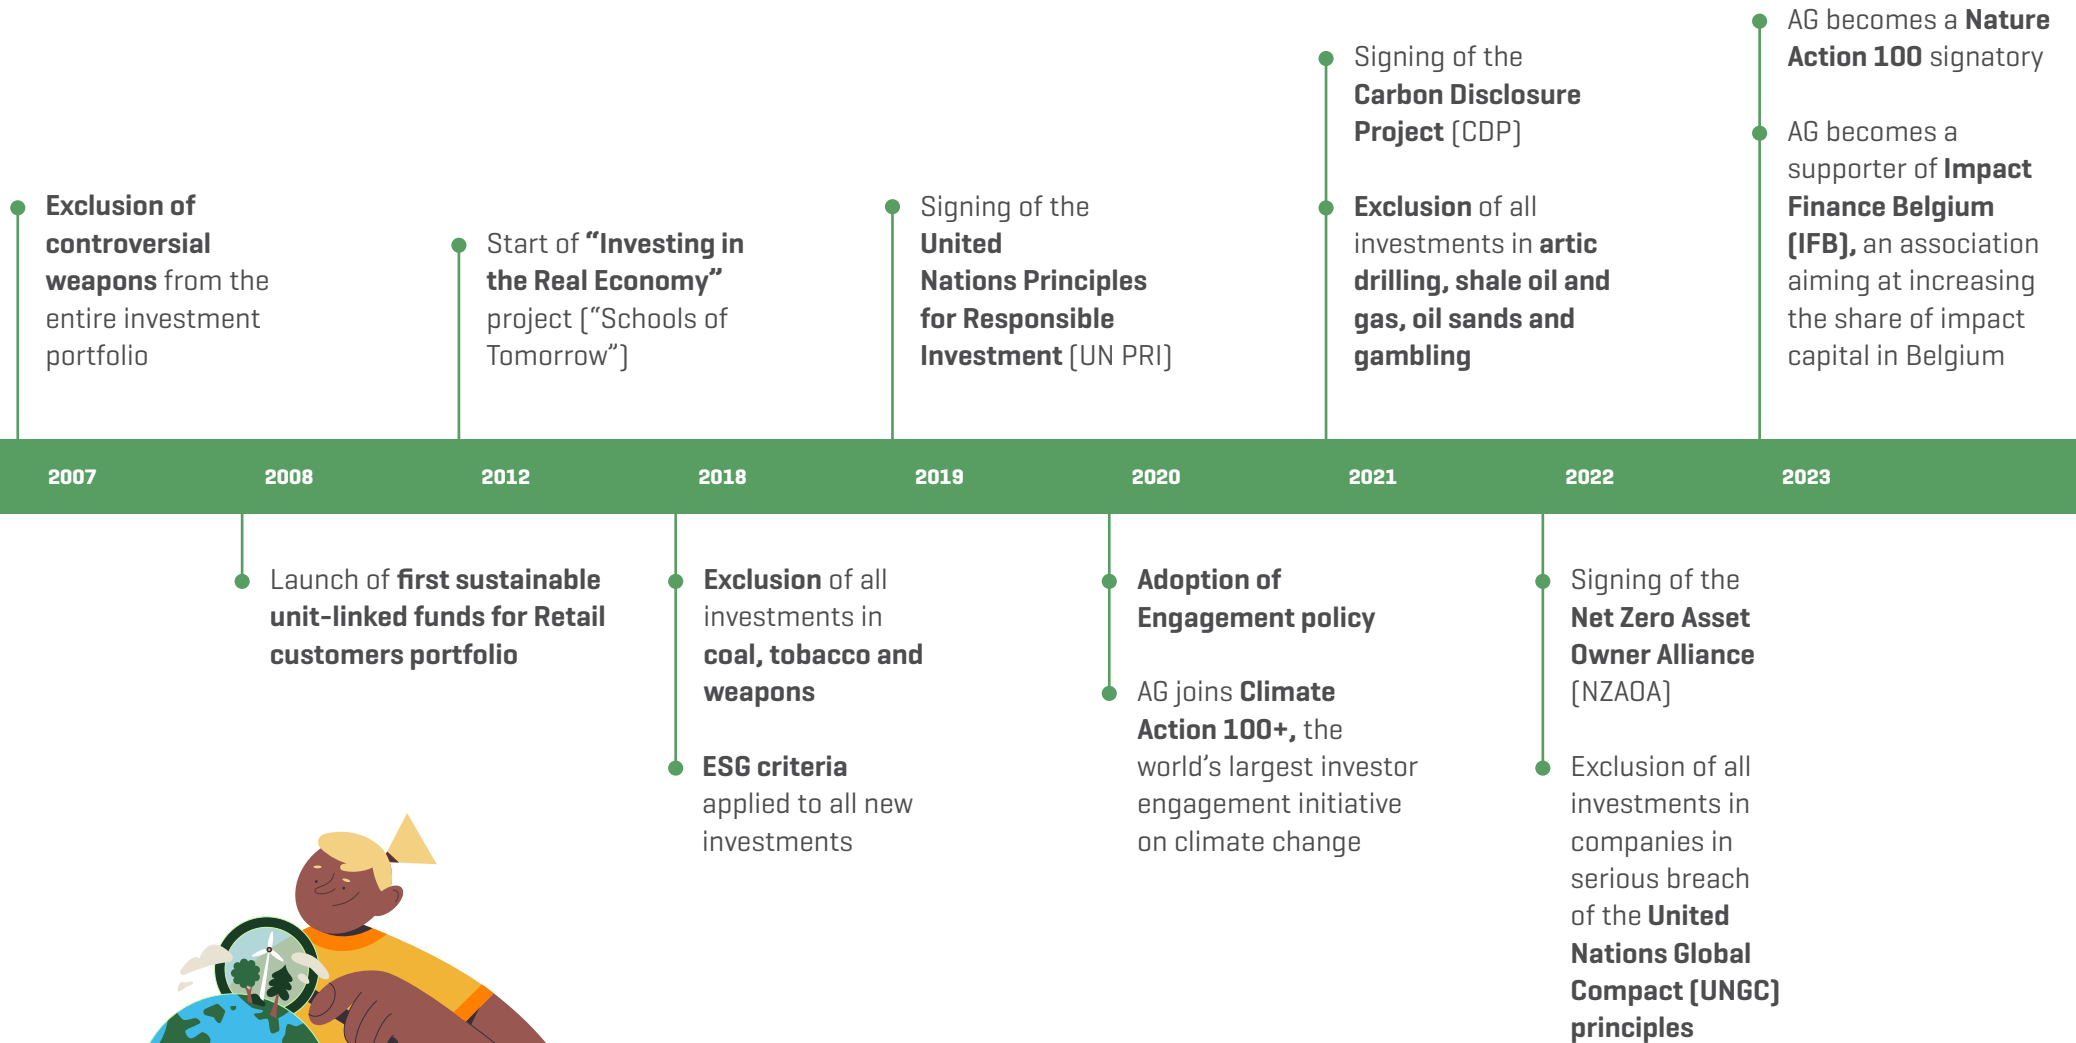 Exclusion of
controversial
weapons from the
entire investment
portfolio
Start of “Investing in
the Real Economy”
project (“Schools of
Tomorrow”)
Signing of the
United
Nations Principles
for Responsible
Investment (UN PRI)
Signing of the
Carbon Disclosure
Project (CDP)
Exclusion of all
investments in artic
drilling, shale oil and
gas, oil sands and
gambling
AG becomes a Nature
Action 100 signatory
AG becomes a
supporter of Impact
Finance Belgium
(IFB), an association
aiming at increasing
the share of impact
capital in Belgium
2007 2008 2012 2018 2019 2020 2021 2022 2023
Launch of first sustainable
unit-linked funds for Retail
customers portfolio
Exclusion of all
investments in
coal, tobacco and
weapons
ESG criteria
applied to all new
investments
Adoption of
Engagement policy
AG joins Climate
Action 100+, the
world’s largest investor
engagement initiative
on climate change
Signing of the
Net Zero Asset
Owner Alliance
(NZAOA)
Exclusion of all
investments in
companies in
serious breach
of the United
Nations Global
Compact (UNGC)
principles